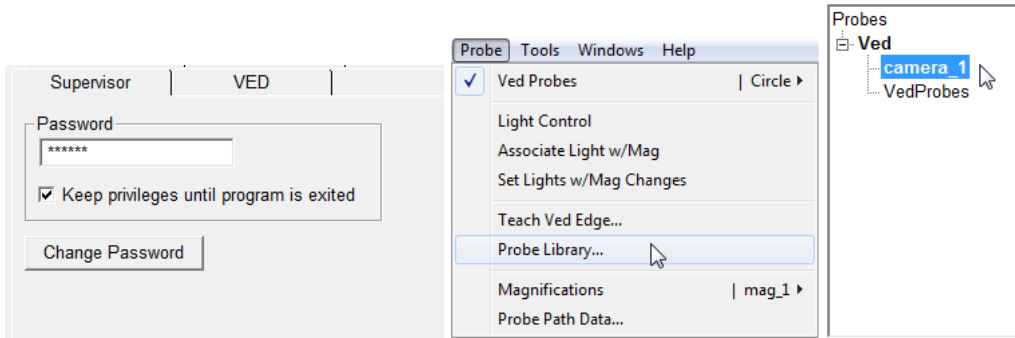 Supervisor VED
Password
******
Keep privileges until program is exited
Change Password
Probe Tools Windows Help
Ved Probes | Circle
Light Control
Associate Light w/Mag
Set Lights w/Mag Changes
Teach Ved Edge...
Probe Library...
Magnifications | mag_1
Probe Path Data...
Probes
Ved
camera_1
VedProbes